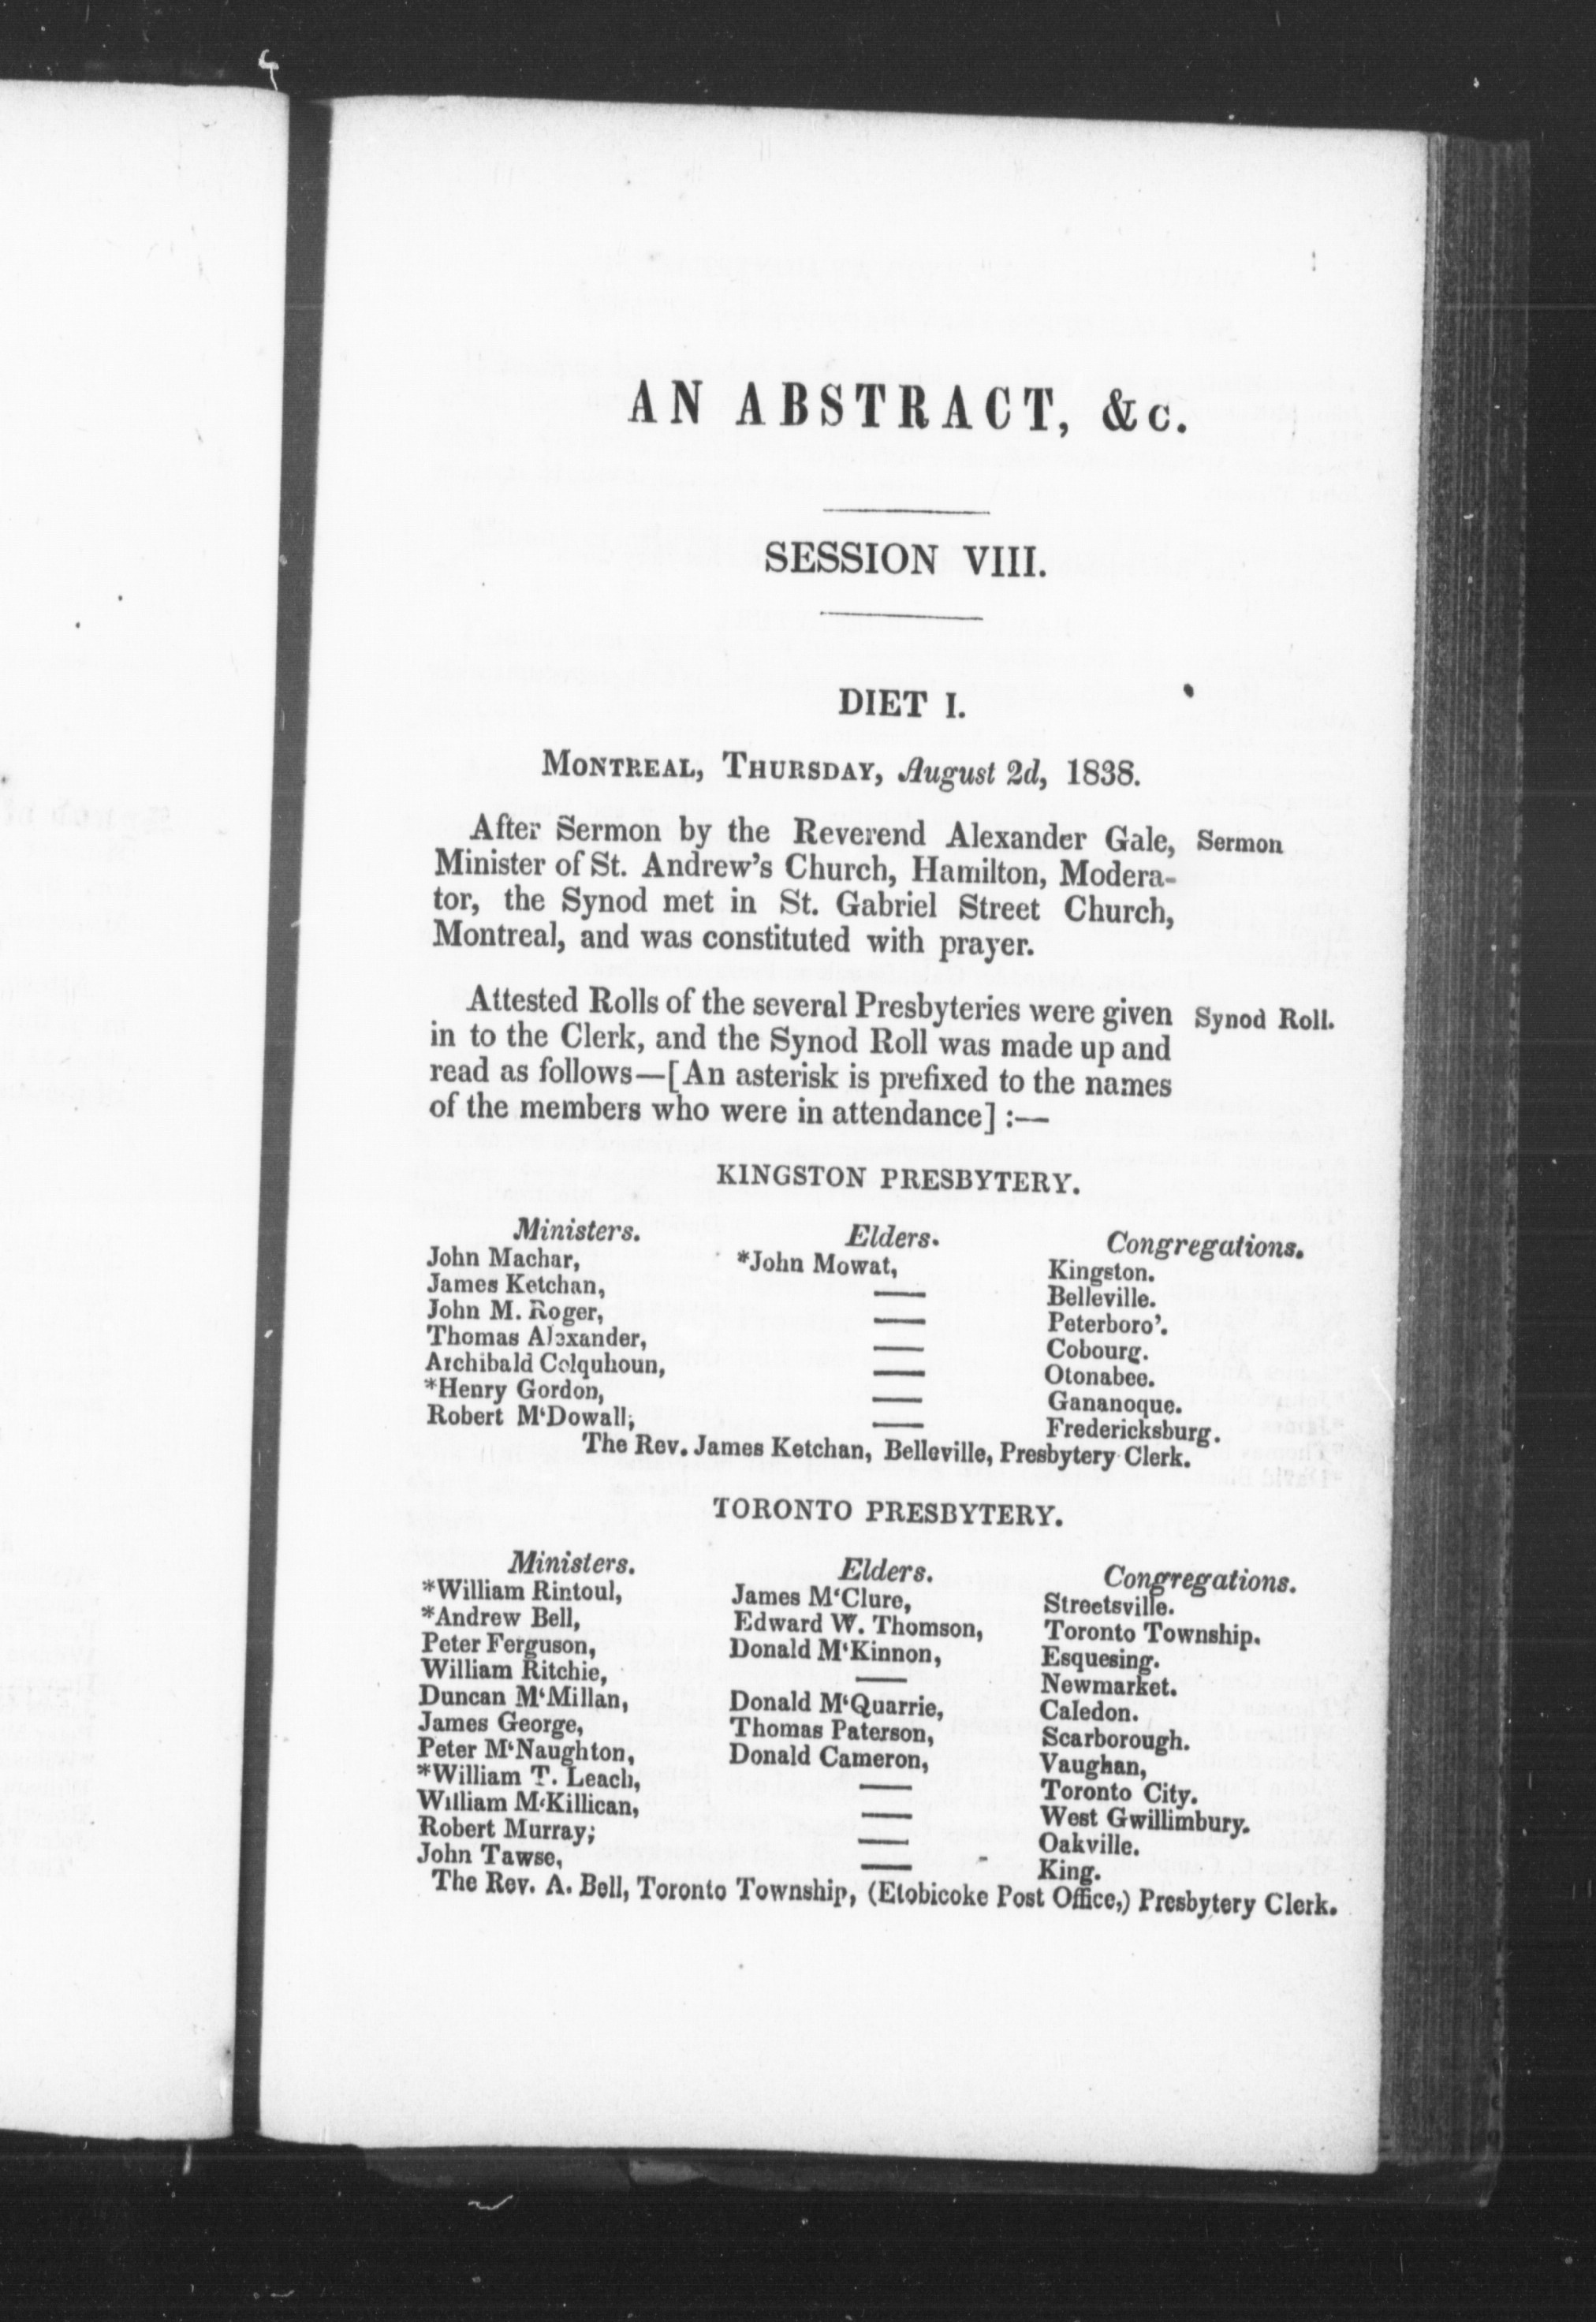 AN ABSTRACT, &c.
SESSION VIII.
DIET I.
MONTREAL, THURSDAY, August 2d, 1838.
After Sermon by the Reverend Alexander Gale, Sermon
Minister of St. Andrew's Church, Hamilton, Modera-
tor, the Synod met in St. Gabriel Street Church,
Montreal, and was constituted with prayer.
Attested Rolls of the several Presbyteries were given Synod Roll.
in to the Clerk, and the Synod Roll was made up and
read as follows—[An asterisk is prefixed to the names
of the members who were in attendance] :—
KINGSTON PRESBYTERY.
Ministers. Elders. Congregations.
John Machar, *John Mowat, Kingston.
James Ketchan, — Belleville.
John M. Roger, — Peterboro'.
Thomas Alexander, — Cobourg.
Archibald Colquhoun, — Otonabee.
*Henry Gordon, — Gananoque.
Robert M'Dowall, — Fredericksburg.
The Rev. James Ketchan, Belleville, Presbytery Clerk.
TORONTO PRESBYTERY.
Ministers. Elders. Congregations.
*William Rintoul, James M'Clure, Streetsville.
*Andrew Bell, Edward W. Thomson, Toronto Township.
Peter Ferguson, Donald M'Kinnon, Esquesing.
William Ritchie, — Newmarket.
Duncan M'Millan, Donald M'Quarrie, Caledon.
James George, Thomas Paterson, Scarborough.
Peter M'Naughton, Donald Cameron, Vaughan,
*William T. Leach, — Toronto City.
William M'Killican, — West Gwillimbury.
Robert Murray; — Oakville.
John Tawse, — King.
The Rev. A. Bell, Toronto Township, (Etobicoke Post Office,) Presbytery Clerk.